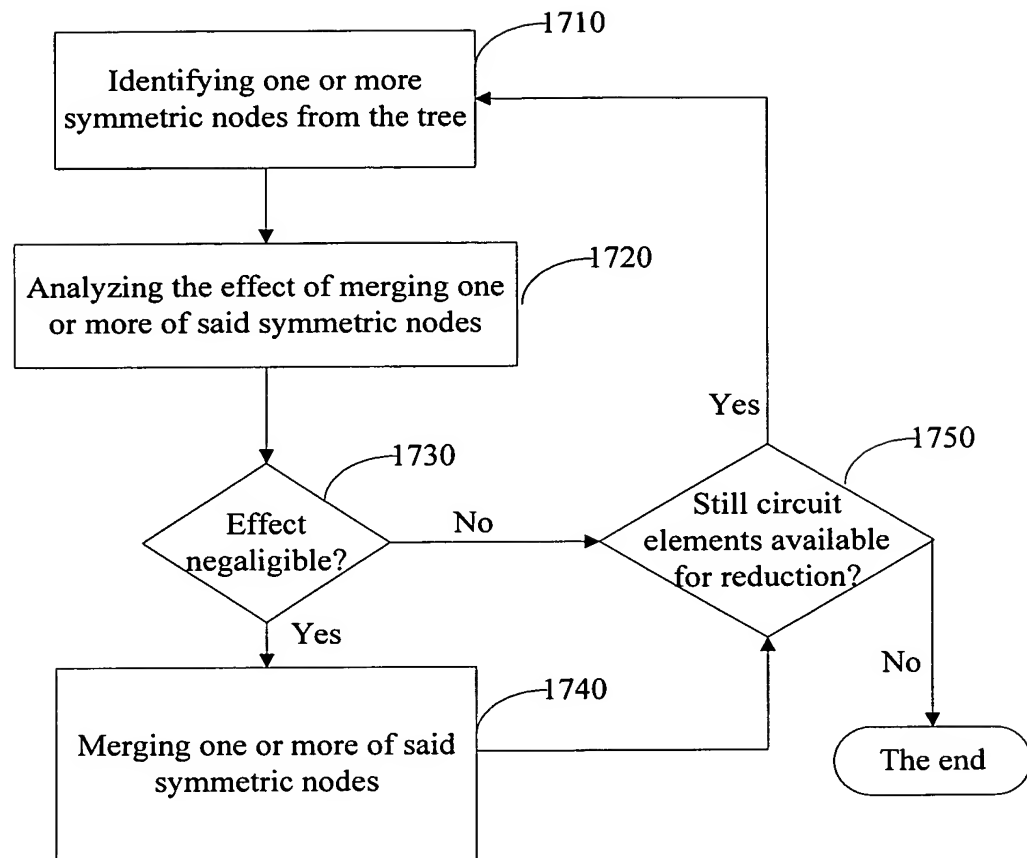 1710
Identifying one or more
symmetric nodes from the tree
1720
Analyzing the effect of merging one
or more of said symmetric nodes
Yes
1730
1750
Effect
negaligible?
No
Still circuit
elements available
for reduction?
Yes
1740
No
Merging one or more of said
symmetric nodes
The end